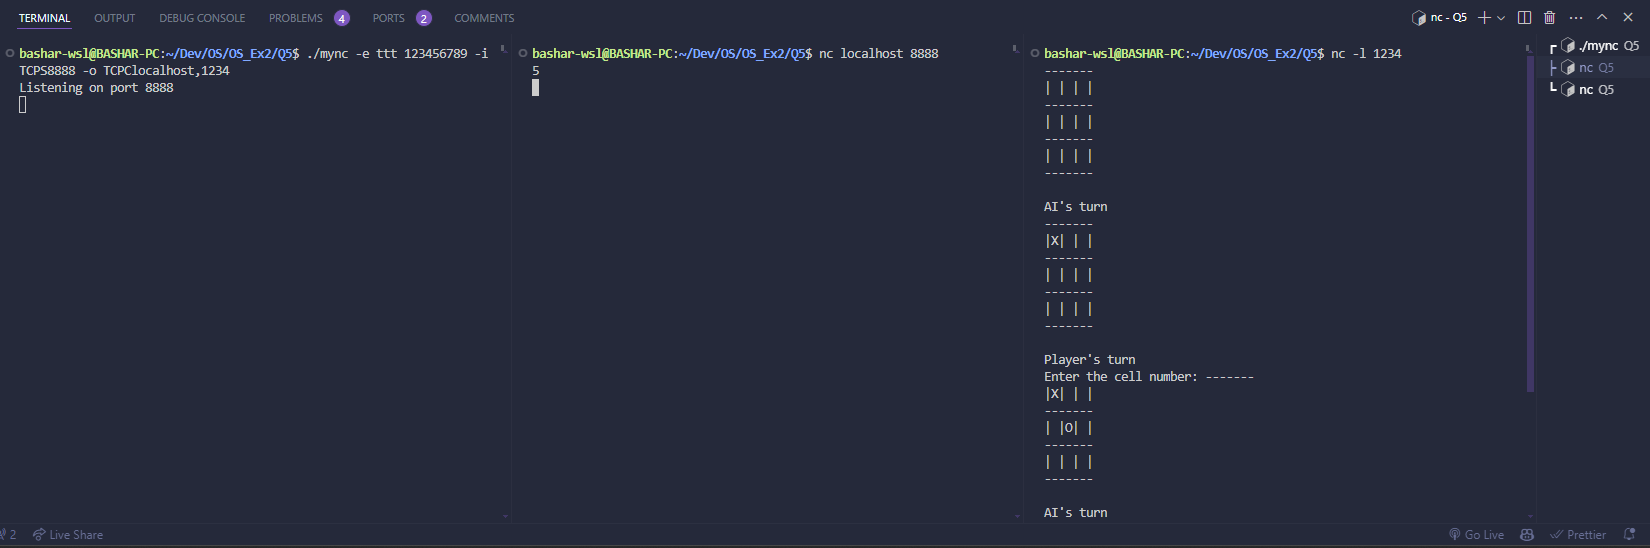 TERMINAL OUTPUT DEBUG CONSOLE PROBLEMS 4 PORTS 2 COMMENTS
nc - Q5
bashar-wsl@BASHAR-PC:~/Dev/OS/OS_Ex2/Q5$ ./mync -e ttt 123456789 -i
TCPS8888 -o TCPClocalhost,1234
Listening on port 8888
bashar-wsl@BASHAR-PC:~/Dev/OS/OS_Ex2/Q5$ nc localhost 8888
5
bashar-wsl@BASHAR-PC:~/Dev/OS/OS_Ex2/Q5$ nc -l 1234
-------
| | | |
-------
| | | |
-------
| | | |
-------
AI's turn
-------
|X| | |
-------
| | | |
-------
| | | |
-------
Player's turn
Enter the cell number: -------
|X| | |
-------
| |O| |
-------
| | | |
-------
AI's turn
./mync Q5
nc Q5
nc Q5
2 Live Share
Go Live Prettier